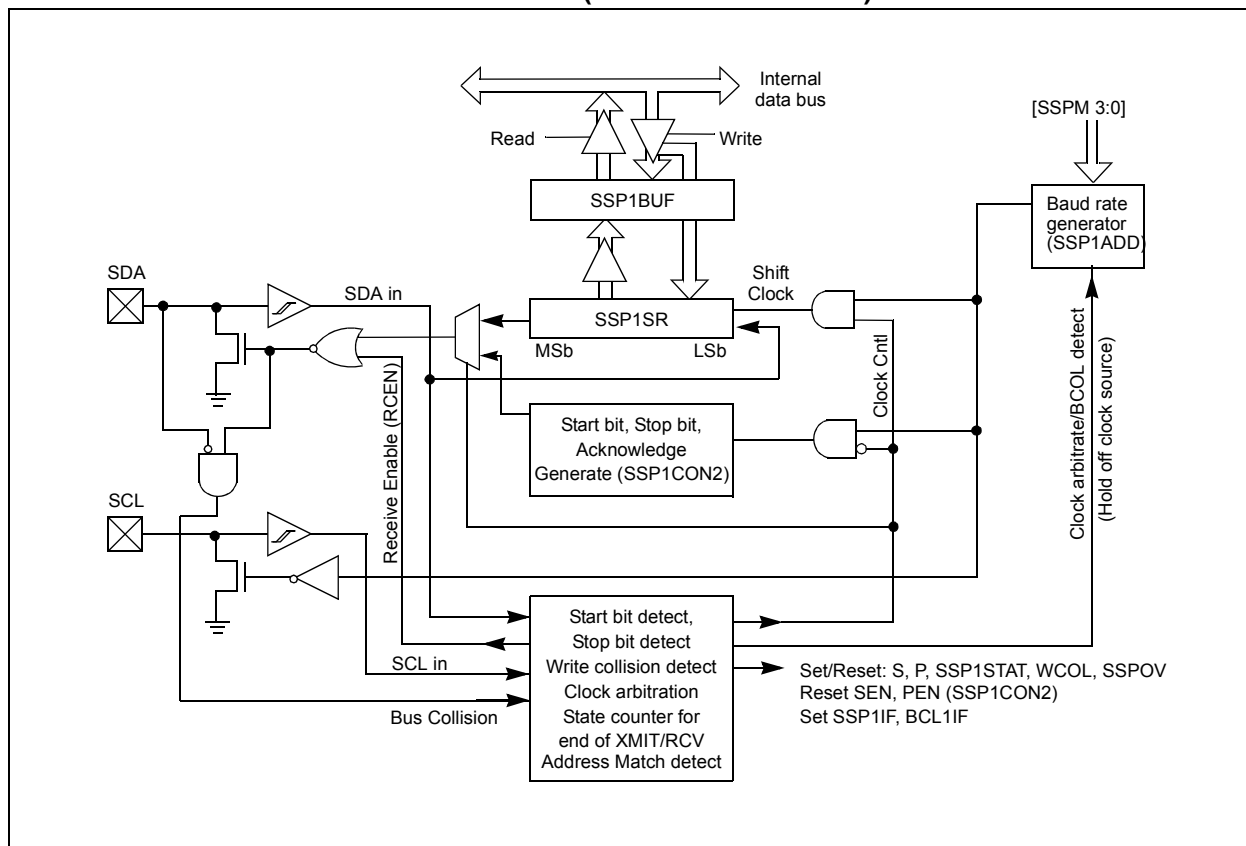 Internal
data bus
[SSPM 3:0]
Read
Write
SSP1BUF
Baud rate
generator
(SSP1ADD)
SDA
SDA in
Shift
Clock
SSP1SR
MSb
LSb
Start bit, Stop bit,
Acknowledge
Generate (SSP1CON2)
Receive Enable (RCEN)
Clock Cntl
Clock arbitrate/BCOL detect
(Hold off clock source)
SCL
SCL in
Bus Collision
Start bit detect,
Stop bit detect
Write collision detect
Clock arbitration
State counter for
end of XMIT/RCV
Address Match detect
Set/Reset: S, P, SSP1STAT, WCOL, SSPOV
Reset SEN, PEN (SSP1CON2)
Set SSP1IF, BCL1IF